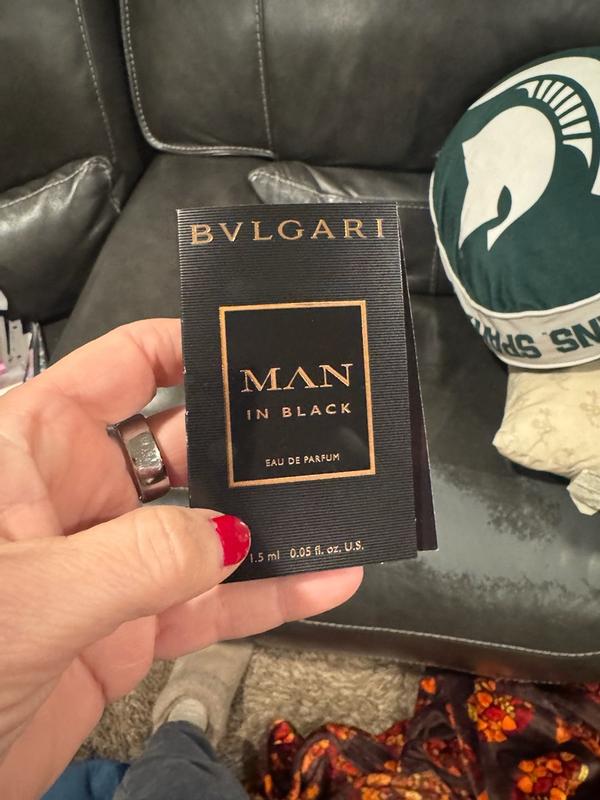 BVLGARI
MAN
IN BLACK
EAU DE PARFUM
1.5 ml 0.05 fl. oz. U.S.